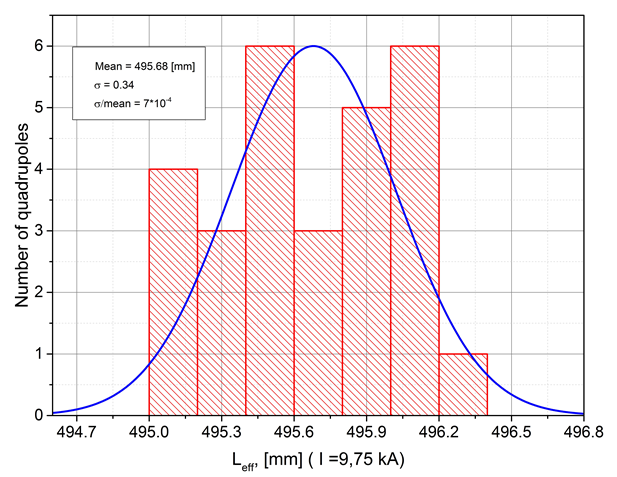 Mean = 495.68 [mm]
σ = 0.34
σ/mean = 7*10⁻⁴
Number of quadrupoles
6
5
4
3
2
1
0
494.7 495.0 495.3 495.6 495.9 496.2 496.5 496.8
L_eff, [mm] ( I =9,75 kA)